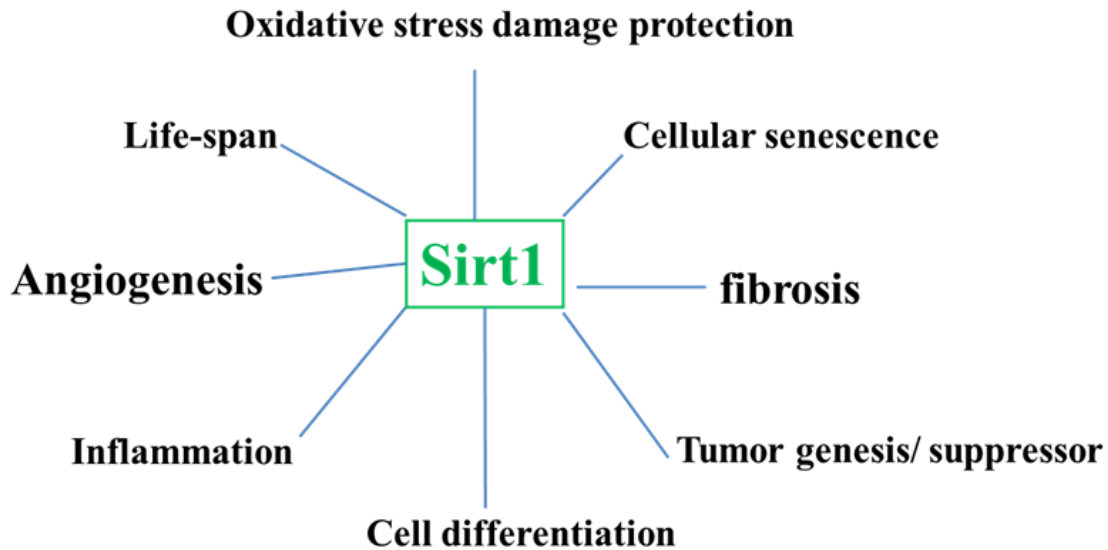 Oxidative stress damage protection
Life-span
Cellular senescence
Sirt1
Angiogenesis
fibrosis
Inflammation
Tumor genesis/ suppressor
Cell differentiation